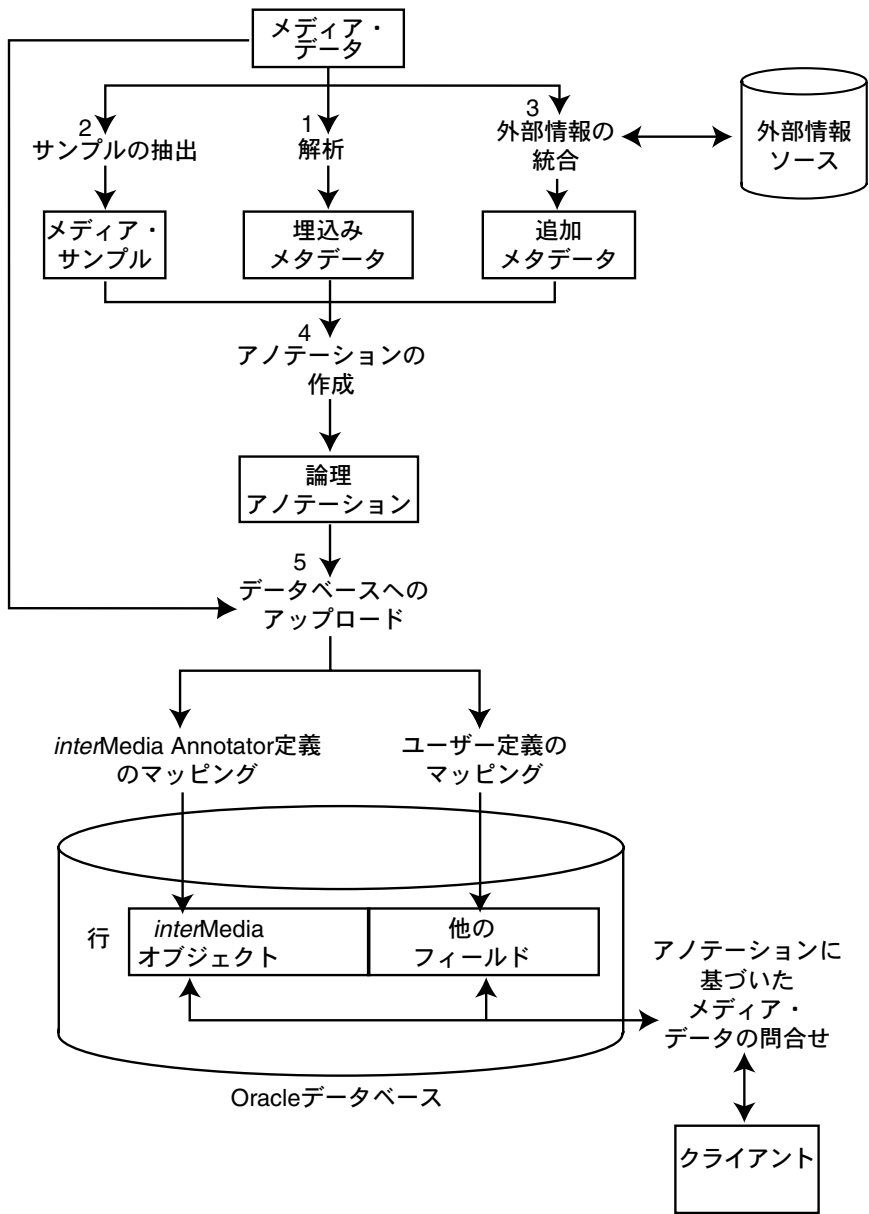 メディア・
データ
2
サンプルの抽出
1
解析
3
外部情報の
統合
外部情報
ソース
メディア・
サンプル
埋込み
メタデータ
追加
メタデータ
4
アノテーションの
作成
論理
アノテーション
5
データベースへの
アップロード
interMedia Annotator定義
のマッピング
ユーザー定義の
マッピング
行
interMedia
オブジェクト
他の
フィールド
アノテーションに
基づいた
メディア・
データの問合せ
Oracleデータベース
クライアント